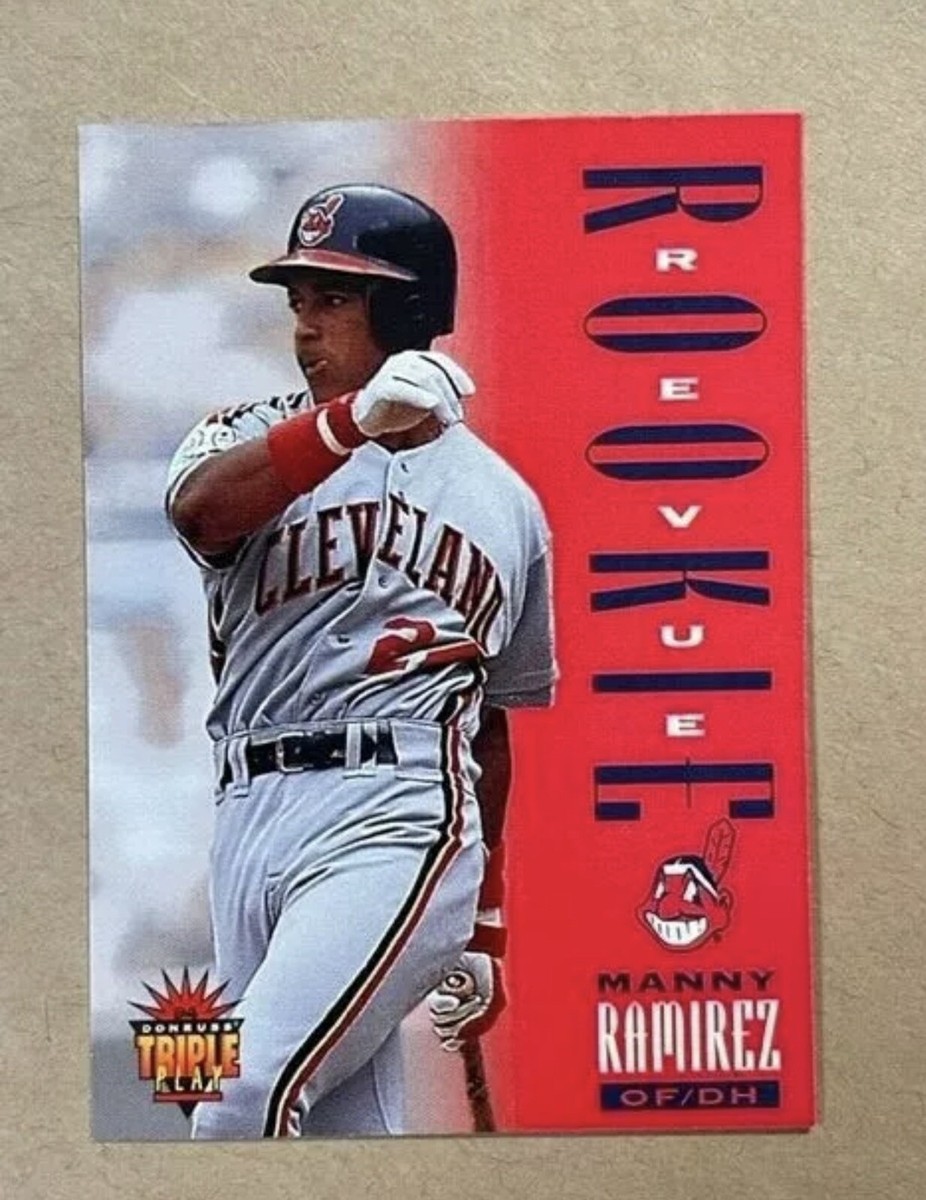 ROOKIE
REVUE
CLEVELAND
2
MANNY
RAMIREZ
OF/DH
DONRUSS'
TRIPLE
PLAY